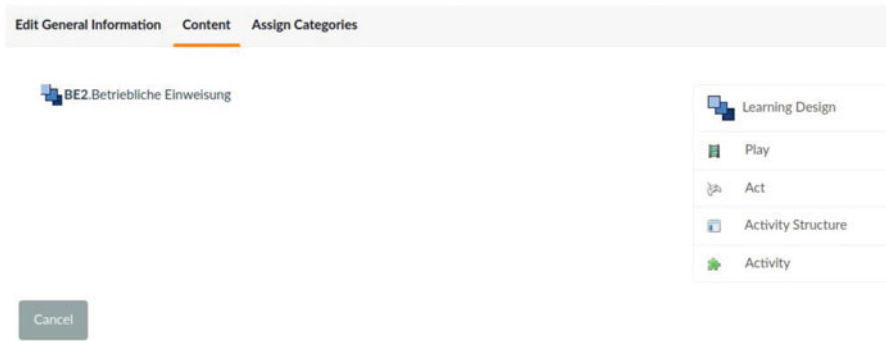 Edit General Information Content Assign Categories
BE2.Betriebliche Einweisung
Learning Design
Play
Act
Activity Structure
Activity
Cancel